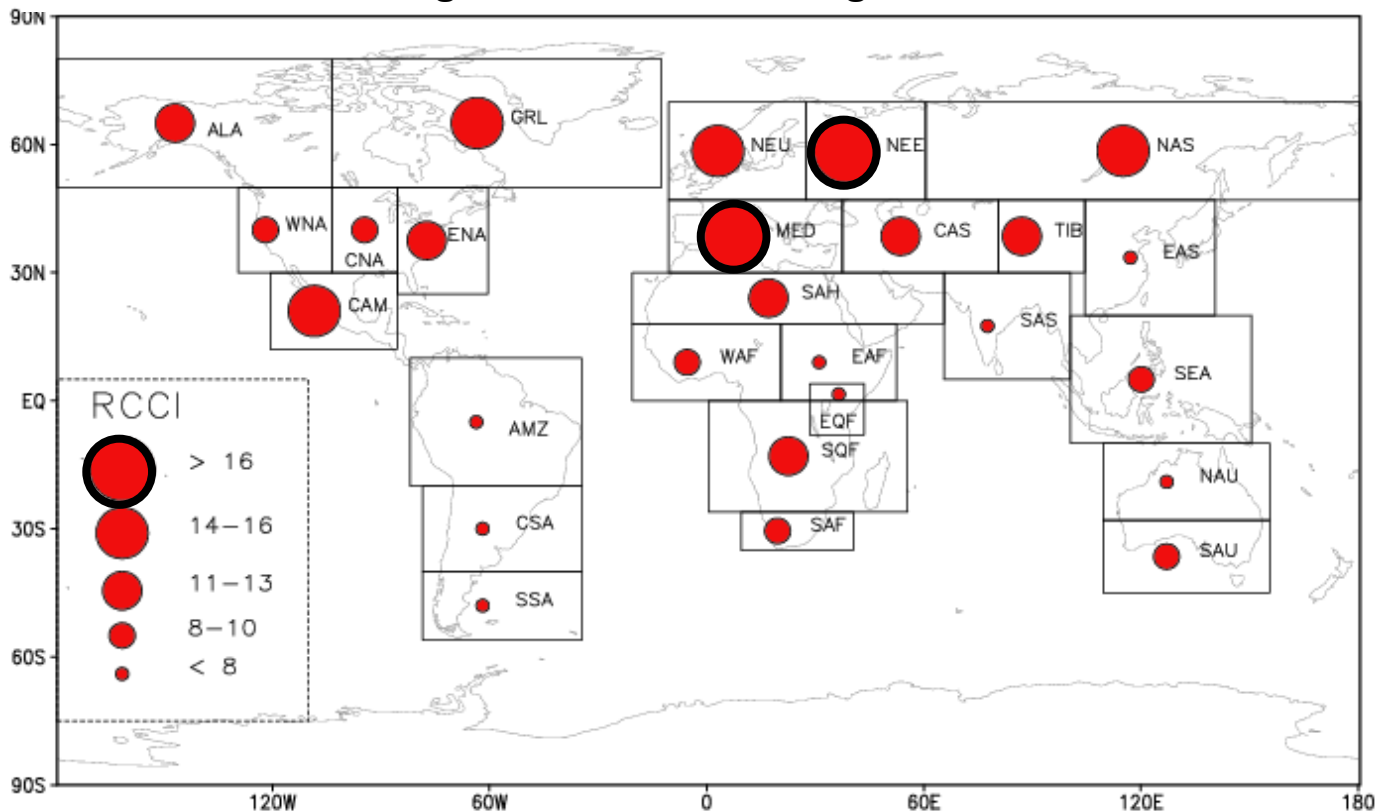 90N
GRL
ALA
60N
NEU
NEE
NAS
WNA
ENA
MED
CAS
TIB
CNA
EAS
30N
SAH
CAM
SAS
WAF
EAF
SEA
EQ
RCCI
EQF
AMZ
SQF
> 16
NAU
14-16
CSA
SAF
30S
SAU
11-13
SSA
8-10
60S
< 8
90S
120W
60W
0
60E
120E
180